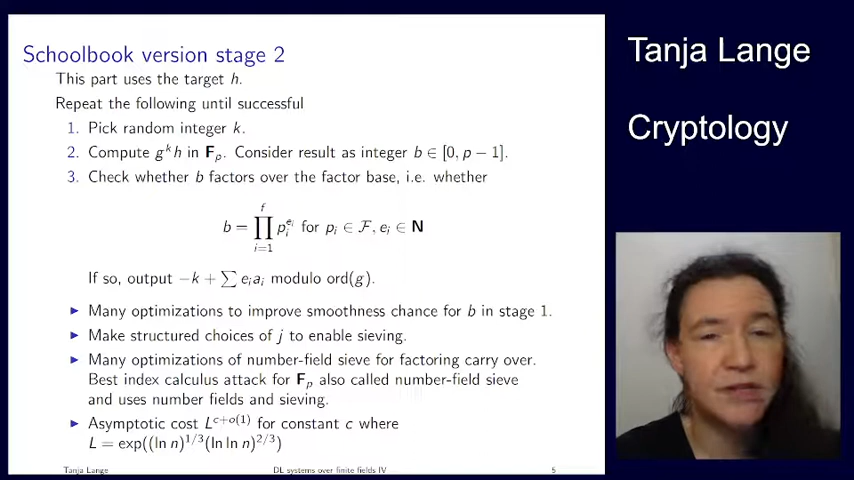 Schoolbook version stage 2
This part uses the target h.
Repeat the following until successful
1. Pick random integer k.
2. Compute gᵏh in Fₚ. Consider result as integer b ∈ [0, p − 1].
3. Check whether b factors over the factor base, i.e. whether
b = ∏_{i=1}^{f} p_i^{e_i} for p_i ∈ 𝓕, e_i ∈ N
If so, output −k + ∑ e_i a_i modulo ord(g).
▶ Many optimizations to improve smoothness chance for b in stage 1.
▶ Make structured choices of j to enable sieving.
▶ Many optimizations of number-field sieve for factoring carry over.
Best index calculus attack for Fₚ also called number-field sieve
and uses number fields and sieving.
▶ Asymptotic cost L^{c+o(1)} for constant c where
L = exp((ln n)^{1/3}(ln ln n)^{2/3})
Tanja Lange DL systems over finite fields IV 5
Tanja Lange
Cryptology